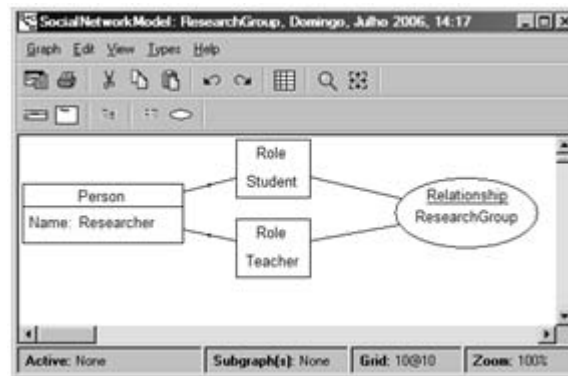 SocialNetworkModel: ResearchGroup, Domingo, Julho 2006, 14:17
Graph Edit View Types Help
Role
Student
Person
Name: Researcher
Relationship
ResearchGroup
Role
Teacher
Active: None Subgraph(s): None Grid: 10@10 Zoom: 100%